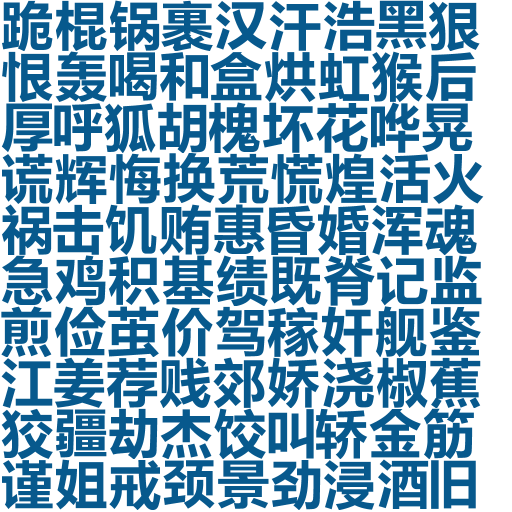 跪棍锅裹汉汗浩黑狠
恨轰喝和盒烘虹猴后
厚呼狐胡槐坏花哗晃
谎辉悔换荒慌煌活火
祸击饥贿惠昏婚浑魂
急鸡积基绩既脊记监
煎俭茧价驾稼奸舰鉴
江姜荐贱郊娇浇椒蕉
狡疆劫杰饺叫轿金筋
谨姐戒颈景劲浸酒旧